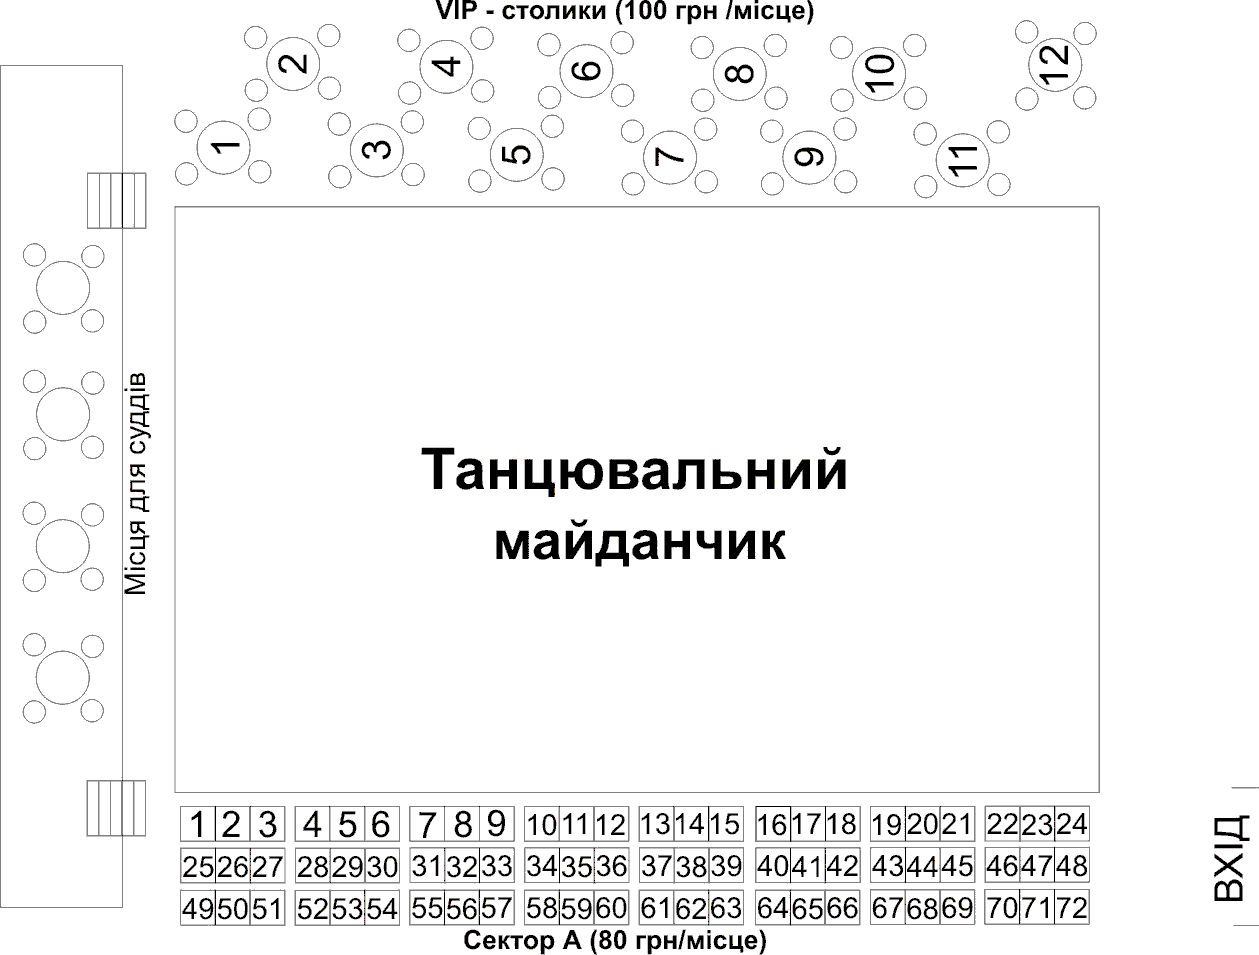 VIP - столики (100 грн /місце)
2 4 6 8 10 12
1 3 5 7 9 11
Місця для суддів
Танцювальний
майданчик
1 2 3 4 5 6 7 8 9 10 11 12 13 14 15 16 17 18 19 20 21 22 23 24
25 26 27 28 29 30 31 32 33 34 35 36 37 38 39 40 41 42 43 44 45 46 47 48
49 50 51 52 53 54 55 56 57 58 59 60 61 62 63 64 65 66 67 68 69 70 71 72
ВХІД
Сектор А (80 грн/місце)